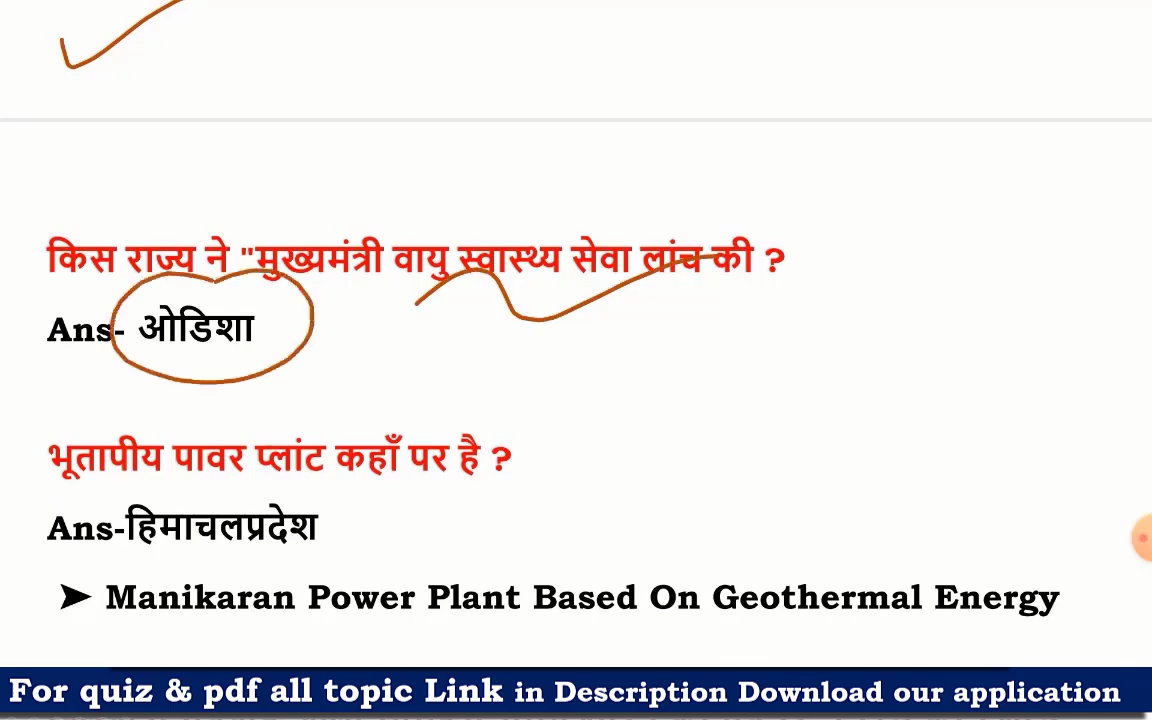 किस राज्य ने "मुख्यमंत्री वायु स्वास्थ्य सेवा लांच की ?
Ans- ओडिशा
भूतापीय पावर प्लांट कहाँ पर है ?
Ans-हिमाचलप्रदेश
➤ Manikaran Power Plant Based On Geothermal Energy
For quiz & pdf all topic Link in Description Download our application